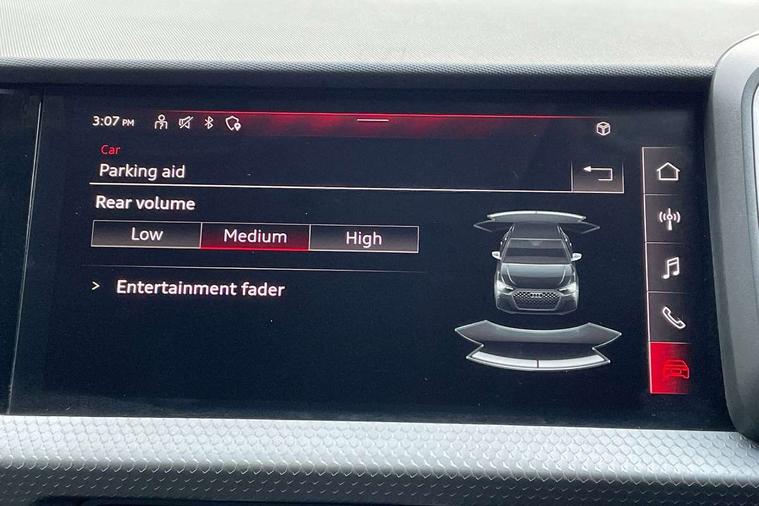 3:07 PM
Car
Parking aid
Rear volume
Low Medium High
> Entertainment fader